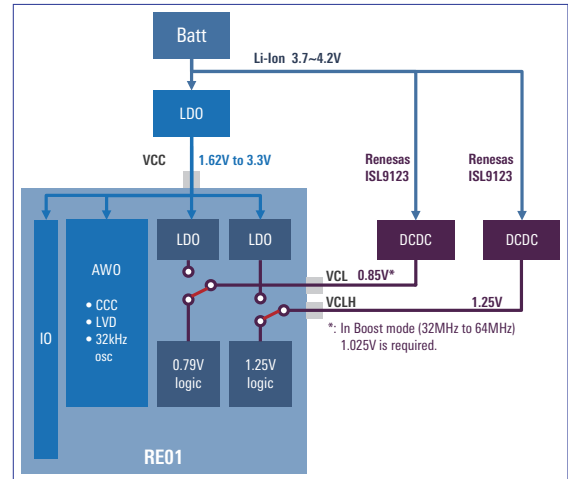 Batt
Li-Ion 3.7~4.2V
LDO
VCC
1.62V to 3.3V
Renesas
ISL9123
Renesas
ISL9123
LDO
LDO
DCDC
DCDC
AWO
• CCC
• LVD
• 32kHz
osc
IO
VCL
0.85V*
VCLH
1.25V
*: In Boost mode (32MHz to 64MHz)
1.025V is required.
0.79V
logic
1.25V
logic
RE01